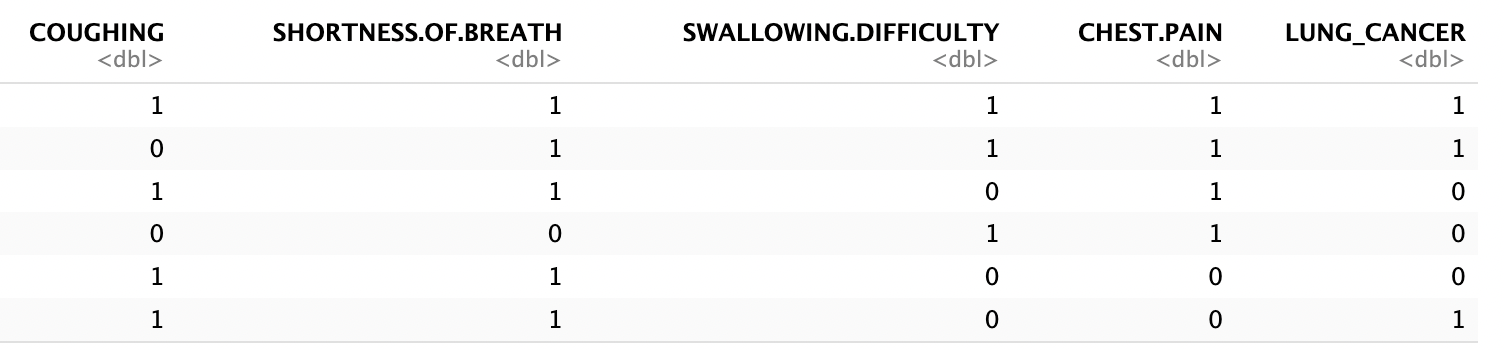 COUGHING SHORTNESS.OF.BREATH SWALLOWING.DIFFICULTY CHEST.PAIN LUNG_CANCER
<dbl> <dbl> <dbl> <dbl> <dbl>
1 1 1 1 1
0 1 1 1 1
1 1 0 1 0
0 0 1 1 0
1 1 0 0 0
1 1 0 0 1